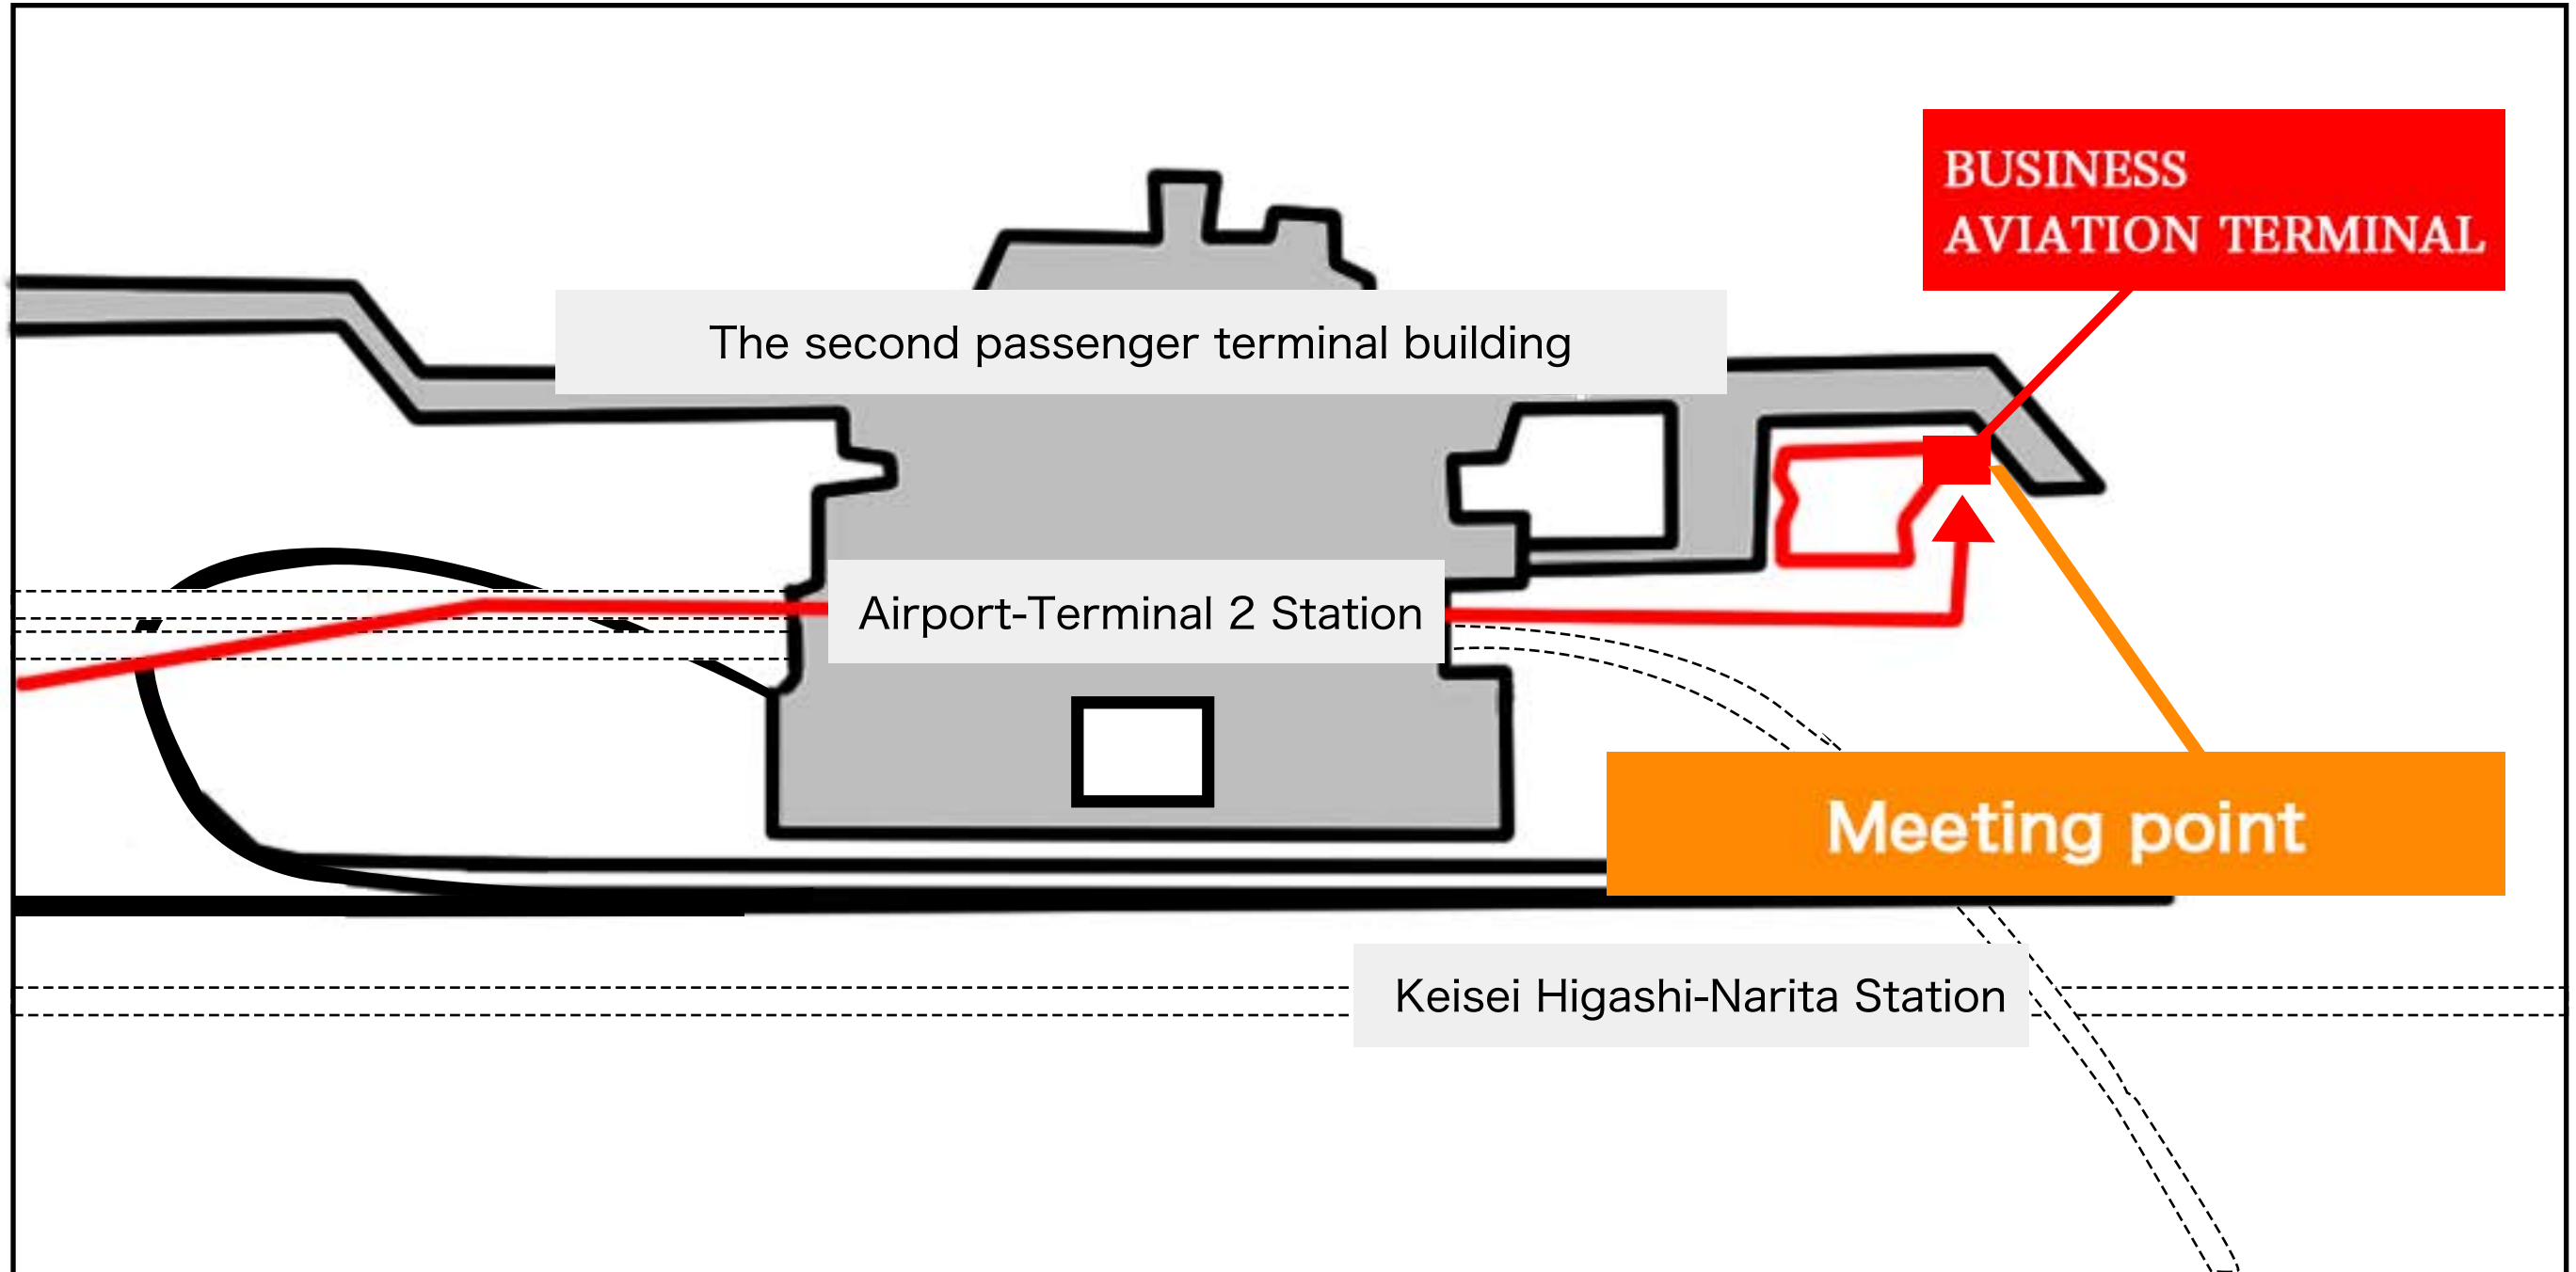 BUSINESS
AVIATION TERMINAL
The second passenger terminal building
Airport-Terminal 2 Station
Meeting point
Keisei Higashi-Narita Station